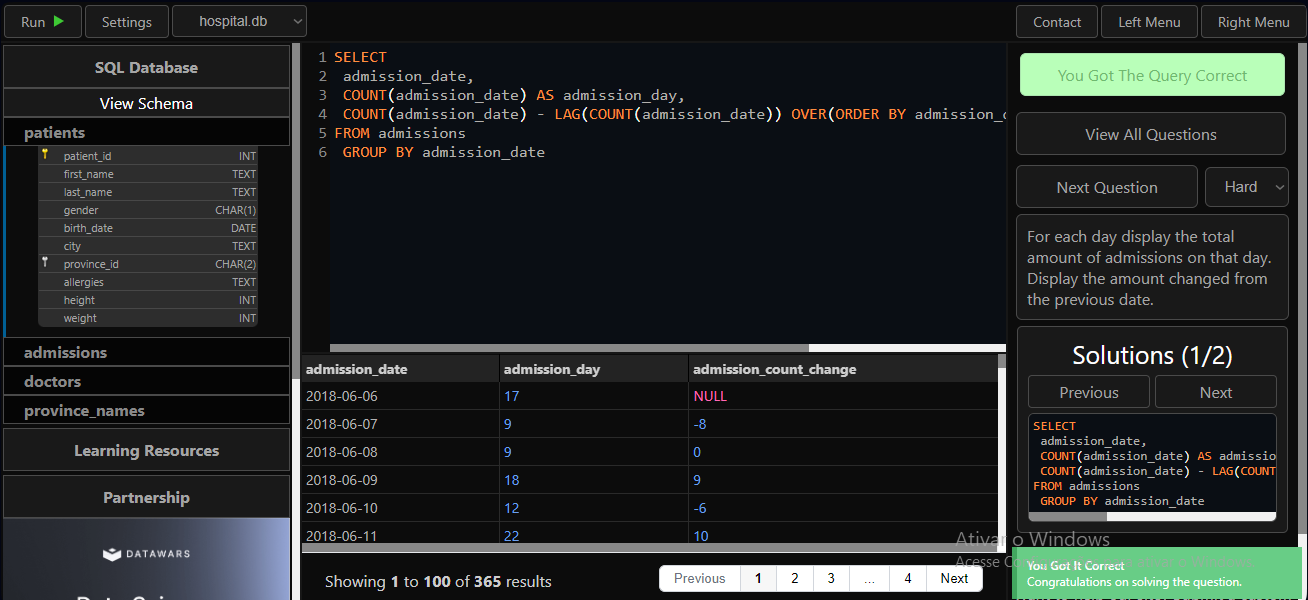 Run
Settings
hospital.db
Contact
Left Menu
Right Menu
SQL Database
View Schema
patients
patient_id INT
first_name TEXT
last_name TEXT
gender CHAR(1)
birth_date DATE
city TEXT
province_id CHAR(2)
allergies TEXT
height INT
weight INT
admissions
doctors
province_names
Learning Resources
Partnership
DATAWARS
1 SELECT
2 admission_date,
3 COUNT(admission_date) AS admission_day,
4 COUNT(admission_date) - LAG(COUNT(admission_date)) OVER(ORDER BY admission_
5 FROM admissions
6 GROUP BY admission_date
admission_date admission_day admission_count_change
2018-06-06 17 NULL
2018-06-07 9 -8
2018-06-08 9 0
2018-06-09 18 9
2018-06-10 12 -6
2018-06-11 22 10
Showing 1 to 100 of 365 results
Previous 1 2 3 ... 4 Next
You Got The Query Correct
View All Questions
Next Question
Hard
For each day display the total
amount of admissions on that day.
Display the amount changed from
the previous date.
Solutions (1/2)
Previous
Next
SELECT
admission_date,
COUNT(admission_date) AS admissio
COUNT(admission_date) - LAG(COUNT
FROM admissions
GROUP BY admission_date
Ativar o Windows
Acesse
You Got It Correct
Congratulations on solving the question.